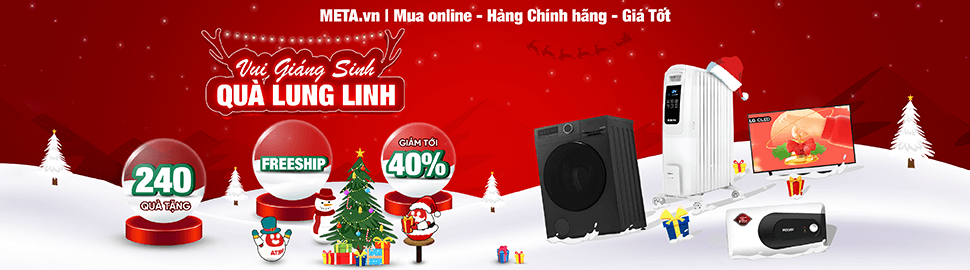 META.vn | Mua online - Hàng Chính hãng - Giá Tốt
Vui Giáng Sinh
QUÀ LUNG LINH
240
QUÀ TẶNG
FREESHIP
GIẢM TỚI
40%
LG OLED